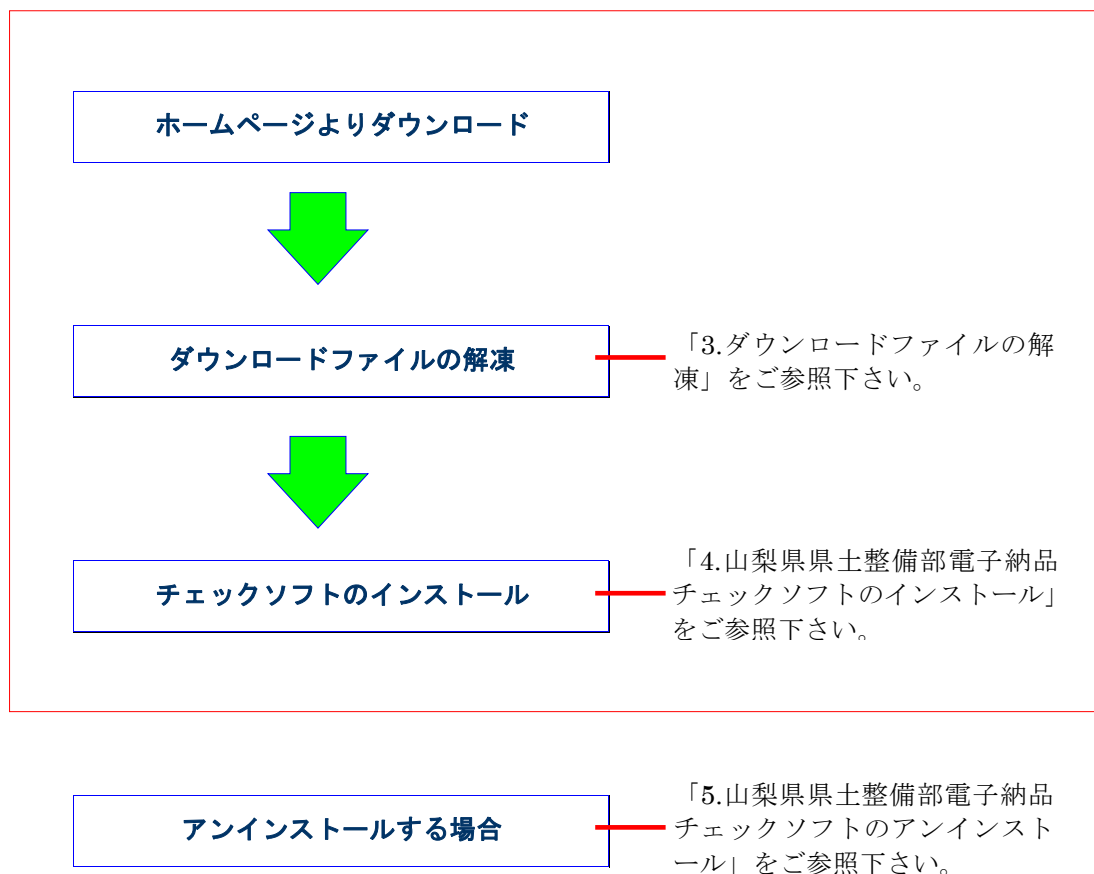 ホームページよりダウンロード
ダウンロードファイルの解凍
「3.ダウンロードファイルの解
凍」をご参照下さい。
チェックソフトのインストール
「4.山梨県県土整備部電子納品
チェックソフトのインストール」
をご参照下さい。
アンインストールする場合
「5.山梨県県土整備部電子納品
チェックソフトのアンインスト
ール」をご参照下さい。